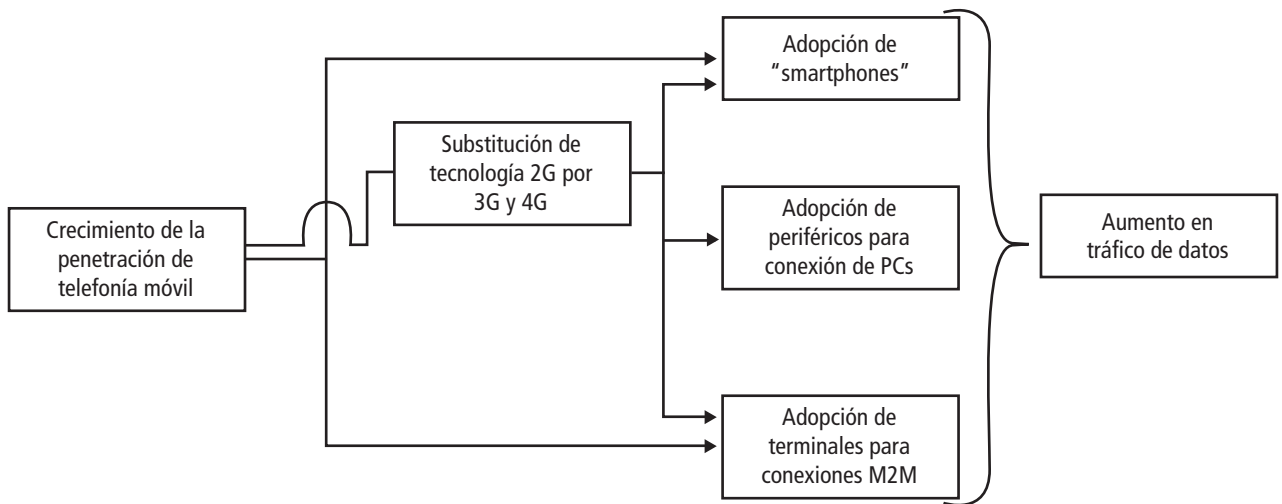 Crecimiento de la
penetración de
telefonía móvil
Substitución de
tecnología 2G por
3G y 4G
Adopción de
“smartphones”
Adopción de
periféricos para
conexión de PCs
Adopción de
terminales para
conexiones M2M
Aumento en
tráfico de datos